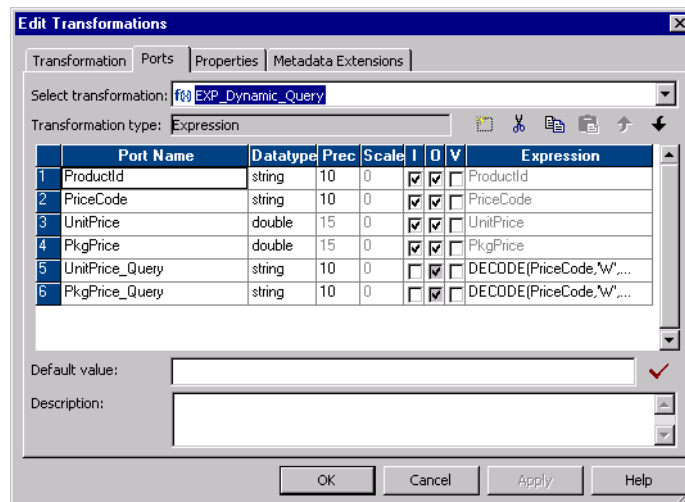 Edit Transformations
Transformation Ports Properties Metadata Extensions
Select transformation: f(x) EXP_Dynamic_Query
Transformation type: Expression
Port Name Datatype Prec Scale I O V Expression
1 ProductId string 10 0 ProductId
2 PriceCode string 10 0 PriceCode
3 UnitPrice double 15 0 UnitPrice
4 PkgPrice double 15 0 PkgPrice
5 UnitPrice_Query string 10 0 DECODE(PriceCode,'W',...
6 PkgPrice_Query string 10 0 DECODE(PriceCode,'W',...
Default value:
Description:
OK Cancel Apply Help